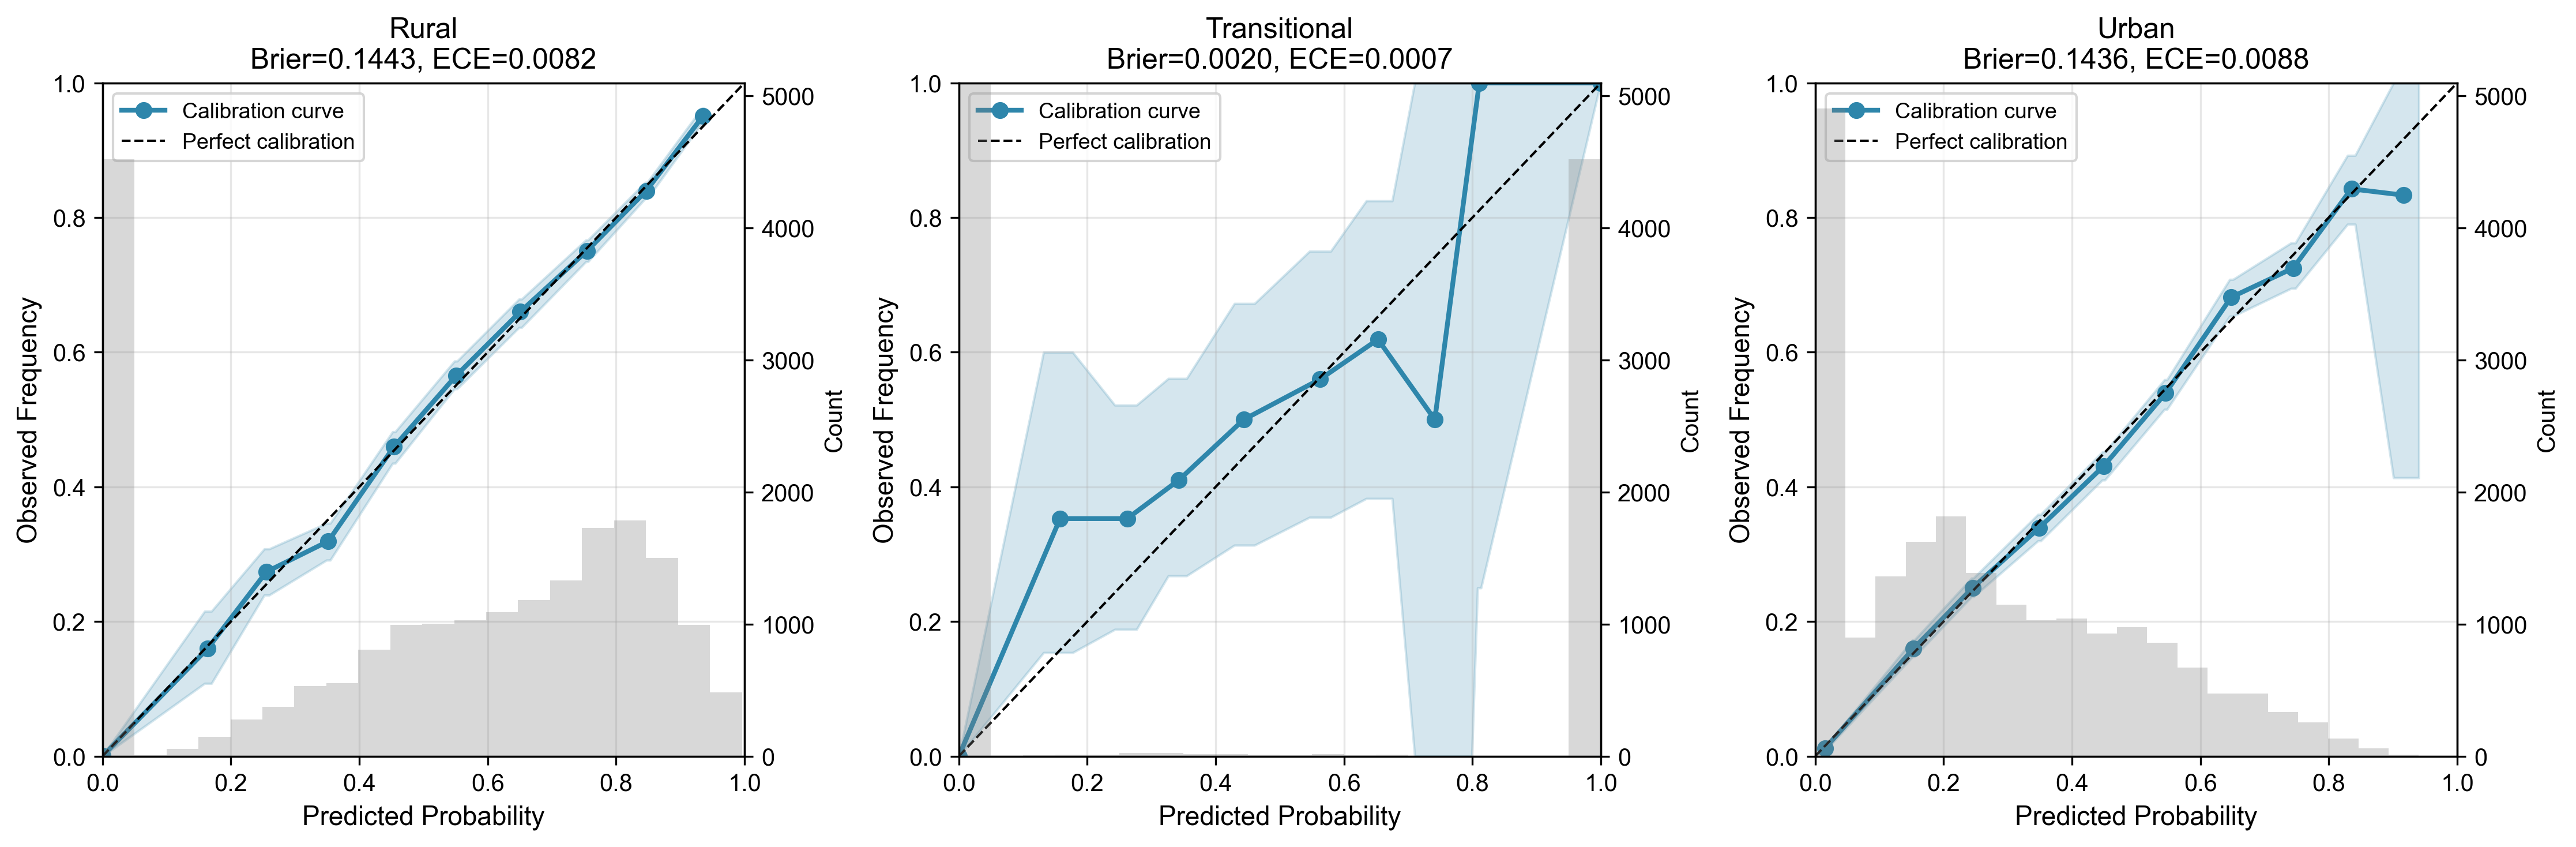 Rural
Brier=0.1443, ECE=0.0082
Calibration curve
Perfect calibration
1.0
0.8
0.6
0.4
0.2
0.0
Observed Frequency
0.0 0.2 0.4 0.6 0.8 1.0
Predicted Probability
5000
4000
3000
2000
1000
0
Count
Transitional
Brier=0.0020, ECE=0.0007
Calibration curve
Perfect calibration
1.0
0.8
0.6
0.4
0.2
0.0
Observed Frequency
0.0 0.2 0.4 0.6 0.8 1.0
Predicted Probability
5000
4000
3000
2000
1000
0
Count
Urban
Brier=0.1436, ECE=0.0088
Calibration curve
Perfect calibration
1.0
0.8
0.6
0.4
0.2
0.0
Observed Frequency
0.0 0.2 0.4 0.6 0.8 1.0
Predicted Probability
5000
4000
3000
2000
1000
0
Count